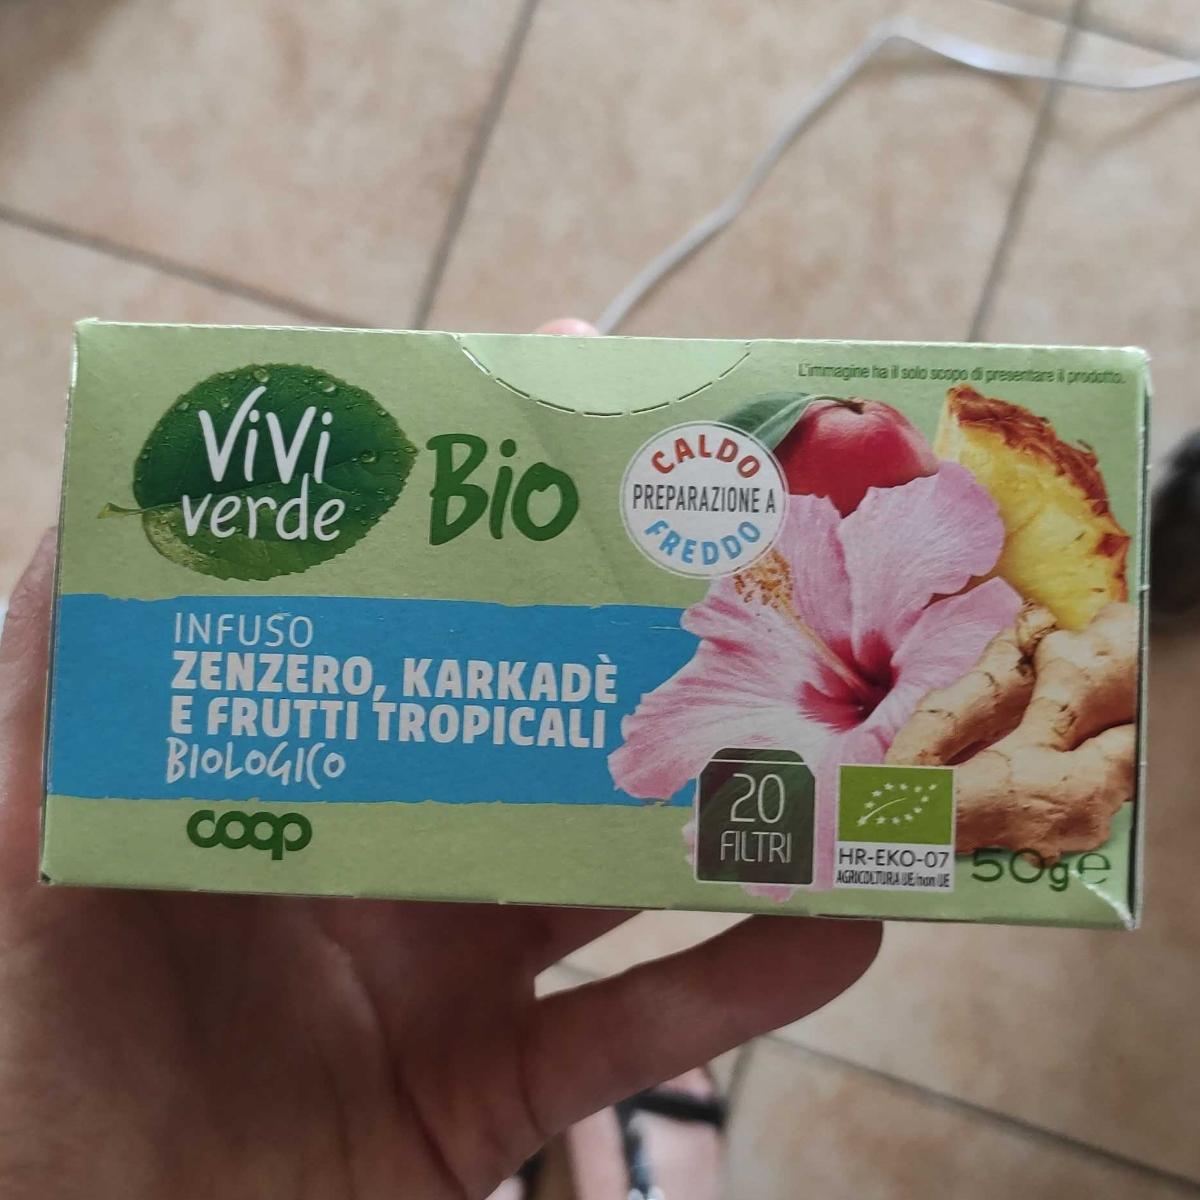 L'immagine ha il solo scopo di presentare il prodotto.
ViVi
verde
Bio
CALDO
PREPARAZIONE A
FREDDO
INFUSO
ZENZERO, KARKADÈ
E FRUTTI TROPICALI
BIOLOGICO
coop
20
FILTRI
HR-EKO-07
AGRICOLTURA UE/non UE
50g e